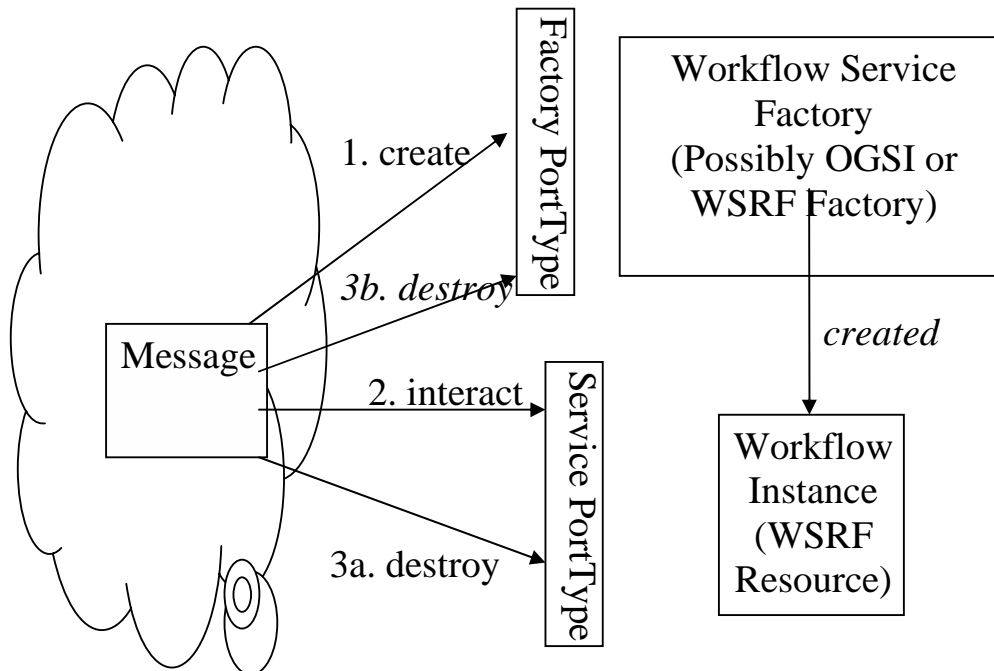 Factory PortType
Workflow Service
Factory
(Possibly OGSI or
WSRF Factory)
1. create
3b. destroy
created
Message
2. interact
Service PortType
Workflow
Instance
(WSRF
Resource)
3a. destroy